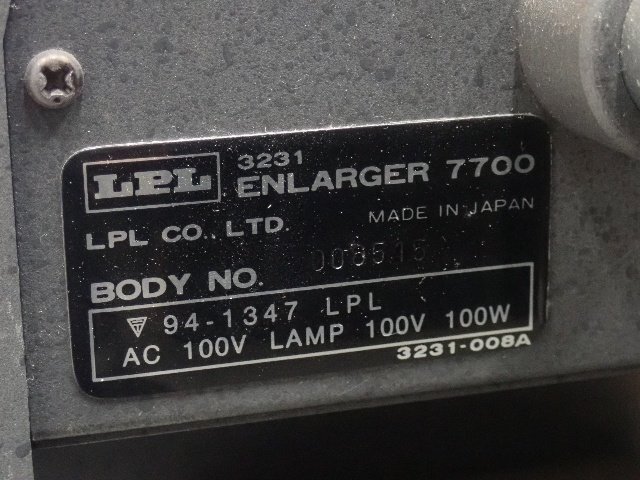 LPL 3231
ENLARGER 7700
LPL CO., LTD. MADE IN JAPAN
BODY NO. 008515
94-1347 LPL
AC 100V LAMP 100V 100W
3231-008A